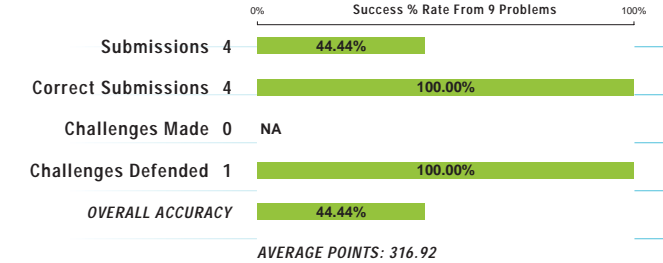 0% Success % Rate From 9 Problems 100%
Submissions 4 44.44%
Correct Submissions 4 100.00%
Challenges Made 0 NA
Challenges Defended 1 100.00%
OVERALL ACCURACY 44.44%
AVERAGE POINTS: 316.92